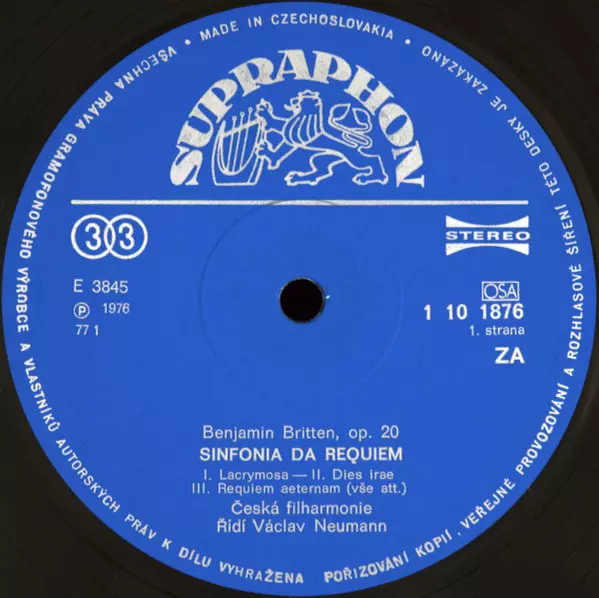 VŠECHNA PRÁVA GRAMOFONOVÉHO VÝROBCE A VLASTNÍKŮ AUTORSKÝCH PRÁV K DÍLU VYHRAŽENA POŘIZOVÁNÍ KOPIÍ, VEŘEJNÉ PROVOZOVÁNÍ A ROZHLASOVÉ ŠÍŘENÍ TÉTO DESKY JE ZAKÁZÁNO
• MADE IN CZECHOSLOVAKIA •
SUPRAPHON
33
STEREO
E 3845
Ⓟ 1976
77 1
OSA
1 10 1876
1. strana
ZA
Benjamin Britten, op. 20
SINFONIA DA REQUIEM
I. Lacrymosa — II. Dies irae
III. Requiem aeternam (vše att.)
Česká filharmonie
Řídí Václav Neumann